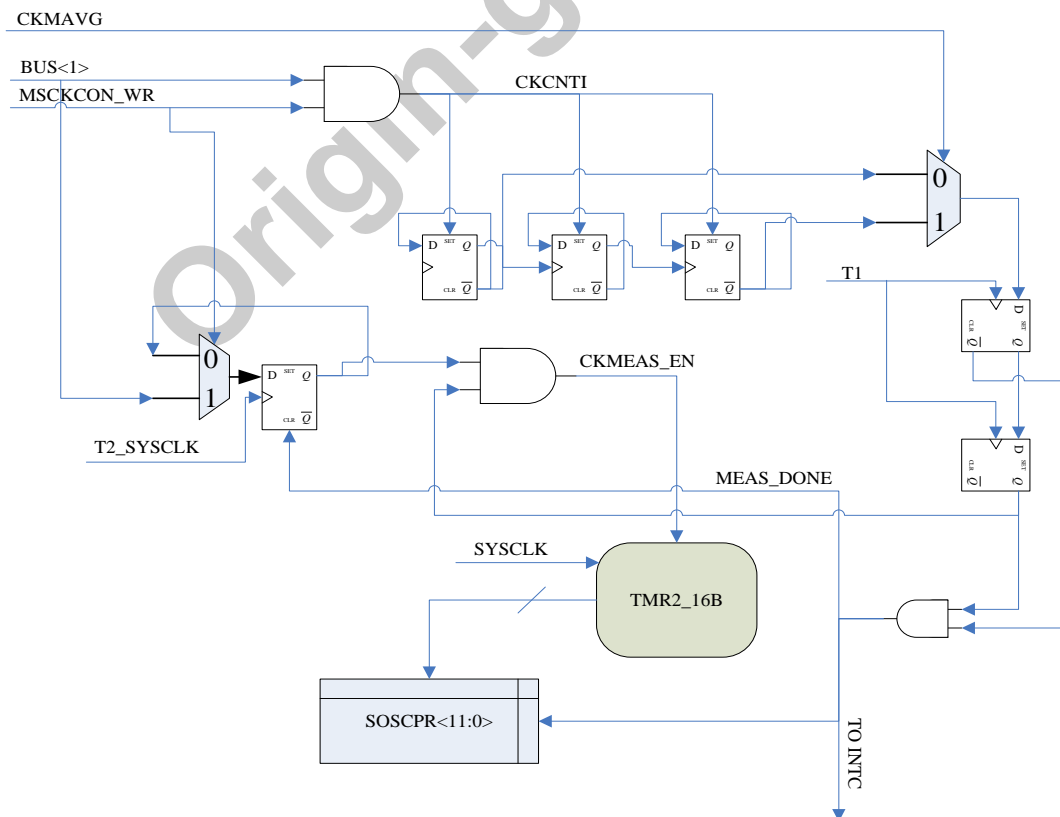 CKMAVG
BUS<1>
CKCNTI
MSCKCON_WR
Origin-g
0
1
D SET Q
CLR Q
D SET Q
CLR Q
D SET Q
CLR Q
T1
D SET Q
CLR Q
0
1
D SET Q
CLR Q
CKMEAS_EN
T2_SYSCLK
D SET Q
CLR Q
MEAS_DONE
SYSCLK
TMR2_16B
SOSCPR<11:0>
TO INTC